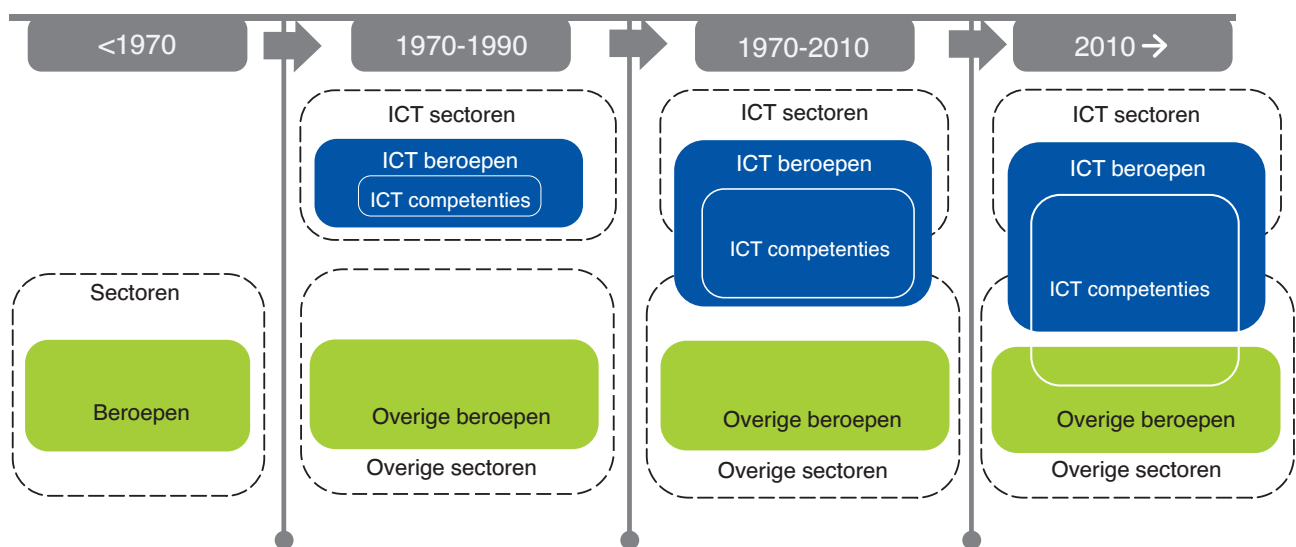 <1970
1970-1990
1970-2010
2010 →
Sectoren
Beroepen
ICT sectoren
ICT beroepen
ICT competenties
Overige beroepen
Overige sectoren
ICT sectoren
ICT beroepen
ICT competenties
Overige beroepen
Overige sectoren
ICT sectoren
ICT beroepen
ICT competenties
Overige beroepen
Overige sectoren